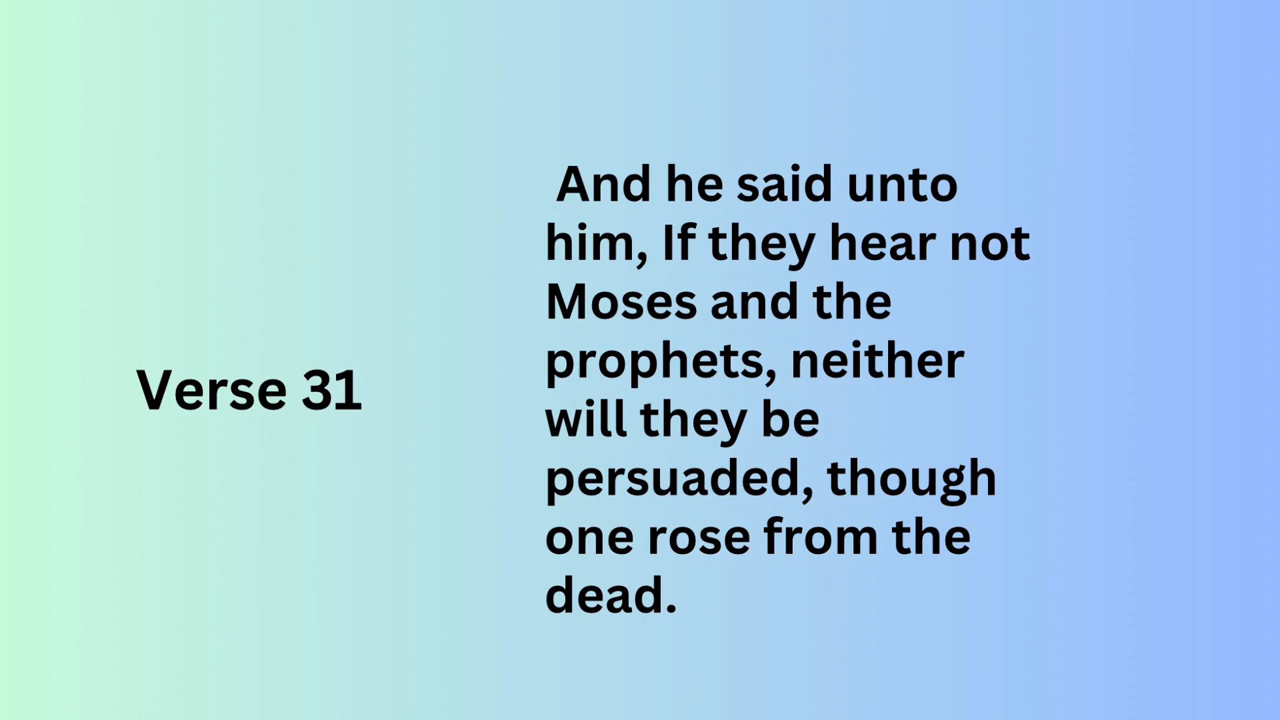 Verse 31
And he said unto
him, If they hear not
Moses and the
prophets, neither
will they be
persuaded, though
one rose from the
dead.